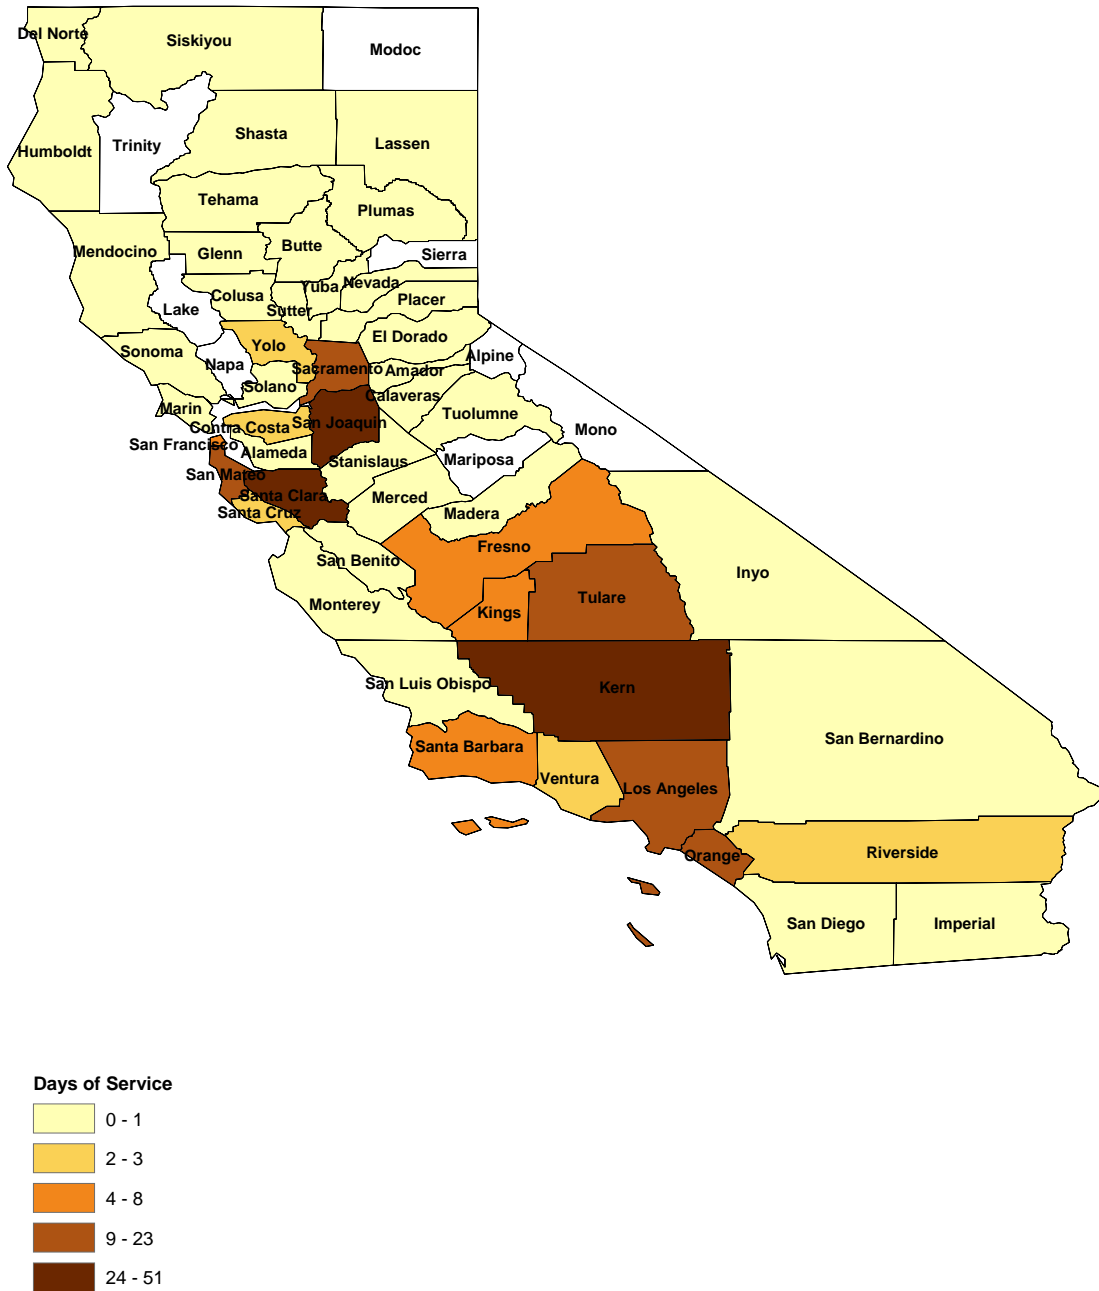 Del Norte
Siskiyou
Modoc
Humboldt
Trinity
Shasta
Lassen
Tehama
Plumas
Mendocino
Glenn
Butte
Sierra
Lake
Colusa
Sutter
Yuba
Nevada
Placer
Sonoma
Napa
Yolo
Sacramento
El Dorado
Alpine
Solano
Amador
Calaveras
Marin
Contra Costa
San Joaquin
Tuolumne
Mono
San Francisco
Alameda
Stanislaus
Mariposa
San Mateo
Santa Clara
Merced
Santa Cruz
Madera
San Benito
Fresno
Inyo
Monterey
Kings
Tulare
San Luis Obispo
Kern
Santa Barbara
Ventura
Los Angeles
San Bernardino
Orange
Riverside
San Diego
Imperial
Days of Service
0 - 1
2 - 3
4 - 8
9 - 23
24 - 51